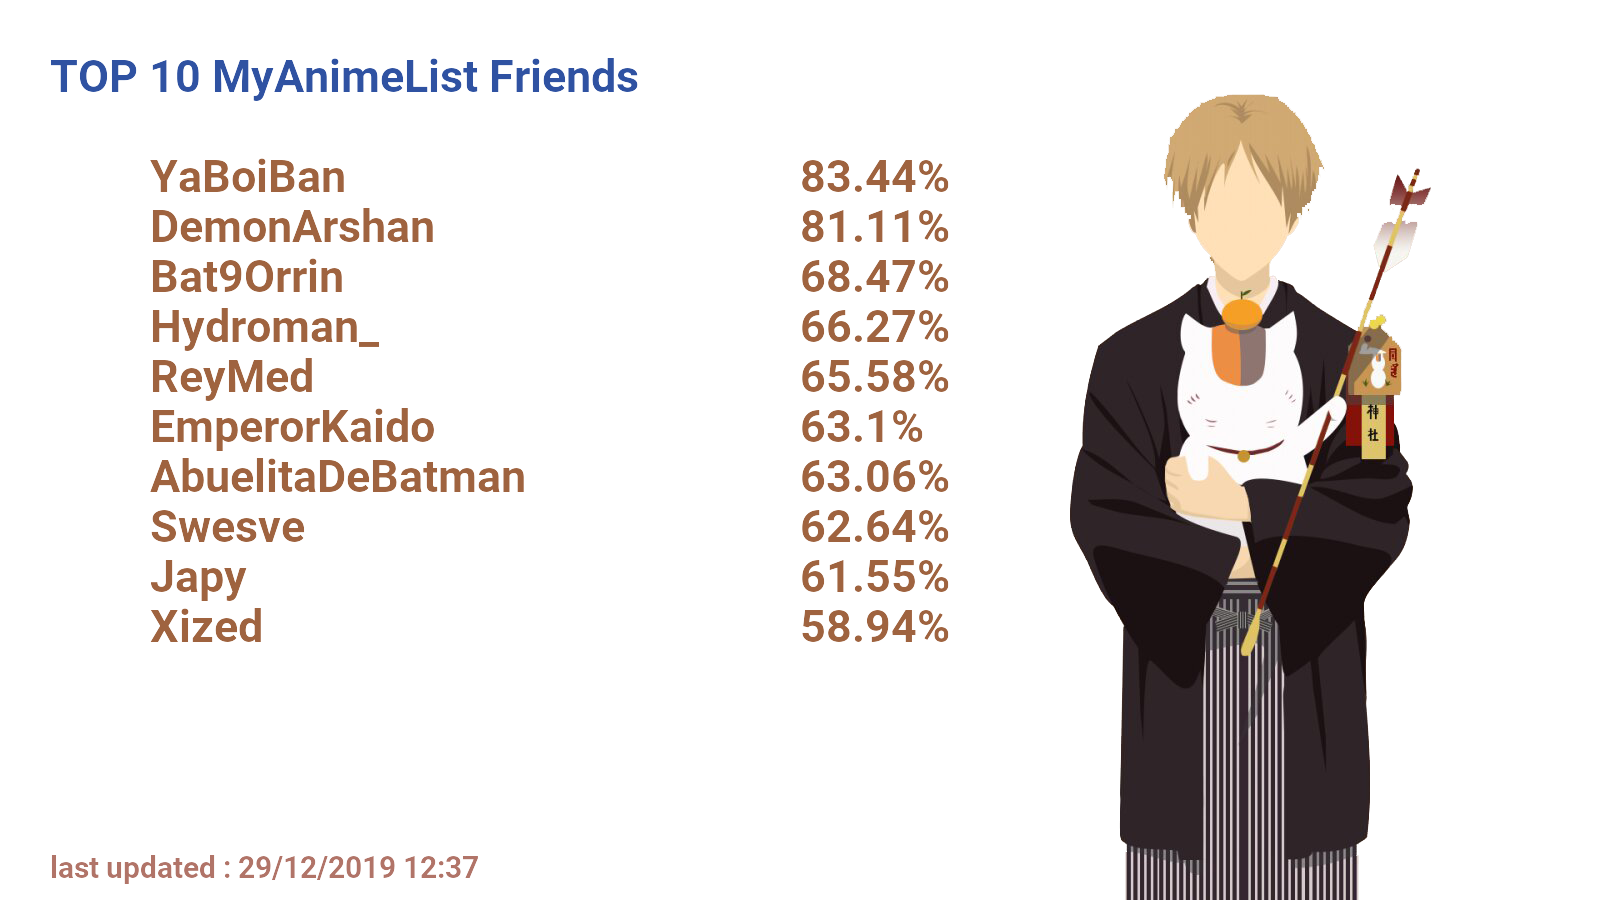 TOP 10 MyAnimeList Friends
YaBoiBan 83.44%
DemonArshan 81.11%
Bat9Orrin 68.47%
Hydroman_ 66.27%
ReyMed 65.58%
EmperorKaido 63.1%
AbuelitaDeBatman 63.06%
Swesve 62.64%
Japy 61.55%
Xized 58.94%
神社
last updated : 29/12/2019 12:37